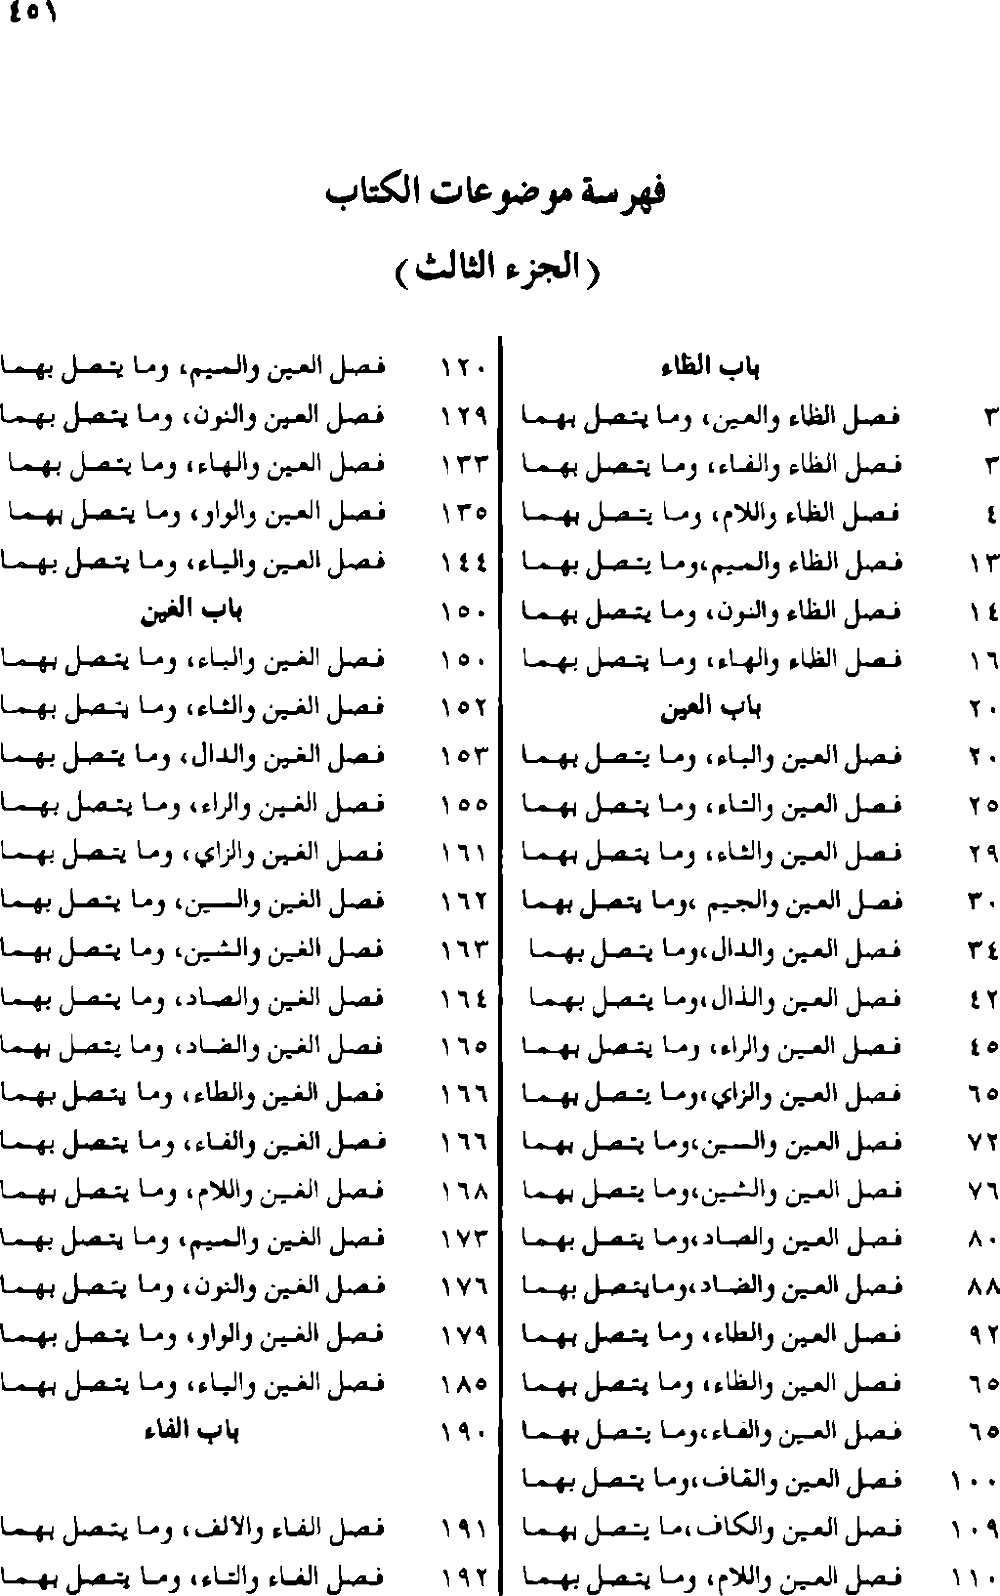 ٤٥١
فهرسة موضوعات الكتاب
(الجزء الثالث)
باب الظاء
٣ فصل الظاء والعين، وما يتصل بهما
٣ فصل الظاء والفاء، وما يتصل بهما
٤ فصل الظاء واللام، وما يتصل بهما
١٣ فصل الظاء والميم،وما يتصل بهما
١٤ فصل الظاء والنون، وما يتصل بهما
١٦ فصل الظاء والهاء، وما يتصل بهما
٢٠ باب العين
٢٠ فصل العين والباء، وما يتصل بهما
٢٥ فصل العين والتاء، وما يتصل بهما
٢٩ فصل العين والثاء، وما يتصل بهما
٣٠ فصل العين والجيم ،وما يتصل بهما
٣٤ فصل العين والدال،وما يتصل بهما
٤٢ فصل العين والذال،وما يتصل بهما
٤٥ فصل العين والراء، وما يتصل بهما
٦٥ فصل العين والزاي،وما يتصل بهما
٧٢ فصل العين والسين،وما يتصل بهما
٧٦ فصل العين والشين،وما يتصل بهما
٨٠ فصل العين والصاد،وما يتصل بهما
٨٨ فصل العين والضاد،ومايتصل بهما
٩٢ فصل العين والطاء، وما يتصل بهما
٦٥ فصل العين والظاء، وما يتصل بهما
٦٥ فصل العين والفاء،وما يتصل بهما
١٠٠ فصل العين والقاف،وما يتصل بهما
١٠٩ فصل العين والكاف،ما يتصل بهما
١١٠ فصل العين واللام، وما يتصل بهما
١٢٠ فصل العين والميم، وما يتصل بهما
١٢٩ فصل العين والنون، وما يتصل بهما
١٣٣ فصل العين والهاء، وما يتصل بهما
١٣٥ فصل العين والواو، وما يتصل بهما
١٤٤ فصل العين والياء، وما يتصل بهما
١٥٠ باب الغين
١٥٠ فصل الغين والباء، وما يتصل بهما
١٥٢ فصل الغين والثاء، وما يتصل بهما
١٥٣ فصل الغين والدال، وما يتصل بهما
١٥٥ فصل الغين والراء، وما يتصل بهما
١٦١ فصل الغين والزاي، وما يتصل بهما
١٦٢ فصل الغين والسين، وما يتصل بهما
١٦٣ فصل الغين والشين، وما يتصل بهما
١٦٤ فصل الغين والصاد، وما يتصل بهما
١٦٥ فصل الغين والضاد، وما يتصل بهما
١٦٦ فصل الغين والطاء، وما يتصل بهما
١٦٦ فصل الغين والفاء، وما يتصل بهما
١٦٨ فصل الغين واللام، وما يتصل بهما
١٧٣ فصل الغين والميم، وما يتصل بهما
١٧٦ فصل الغين والنون، وما يتصل بهما
١٧٩ فصل الغين والواو، وما يتصل بهما
١٨٥ فصل الغين والياء، وما يتصل بهما
١٩٠ باب الفاء
١٩١ فصل الفاء والألف، وما يتصل بهما
١٩٢ فصل الفاء والتاء، وما يتصل بهما